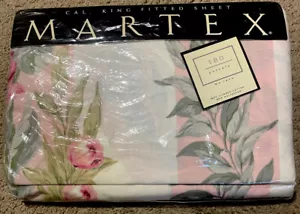 CAL. KING FITTED SHEET
MARTEX
180
PERCALE